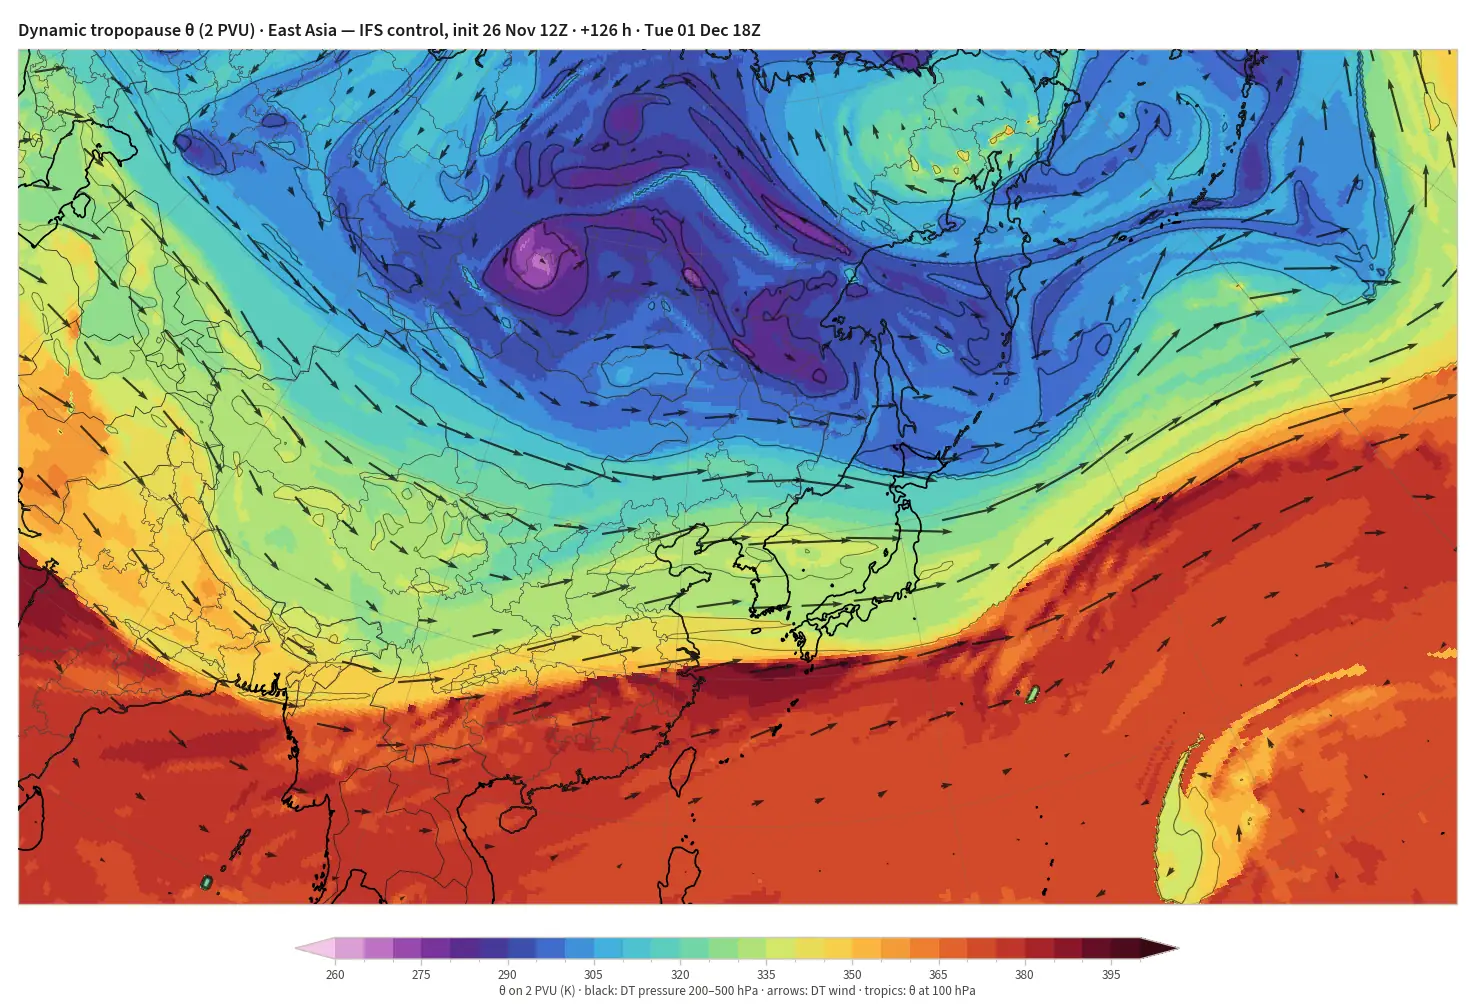 Dynamic tropopause θ (2 PVU) · East Asia — IFS control, init 26 Nov 12Z · +126 h · Tue 01 Dec 18Z
260 275 290 305 320 335 350 365 380 395
θ on 2 PVU (K) · black: DT pressure 200–500 hPa · arrows: DT wind · tropics: θ at 100 hPa